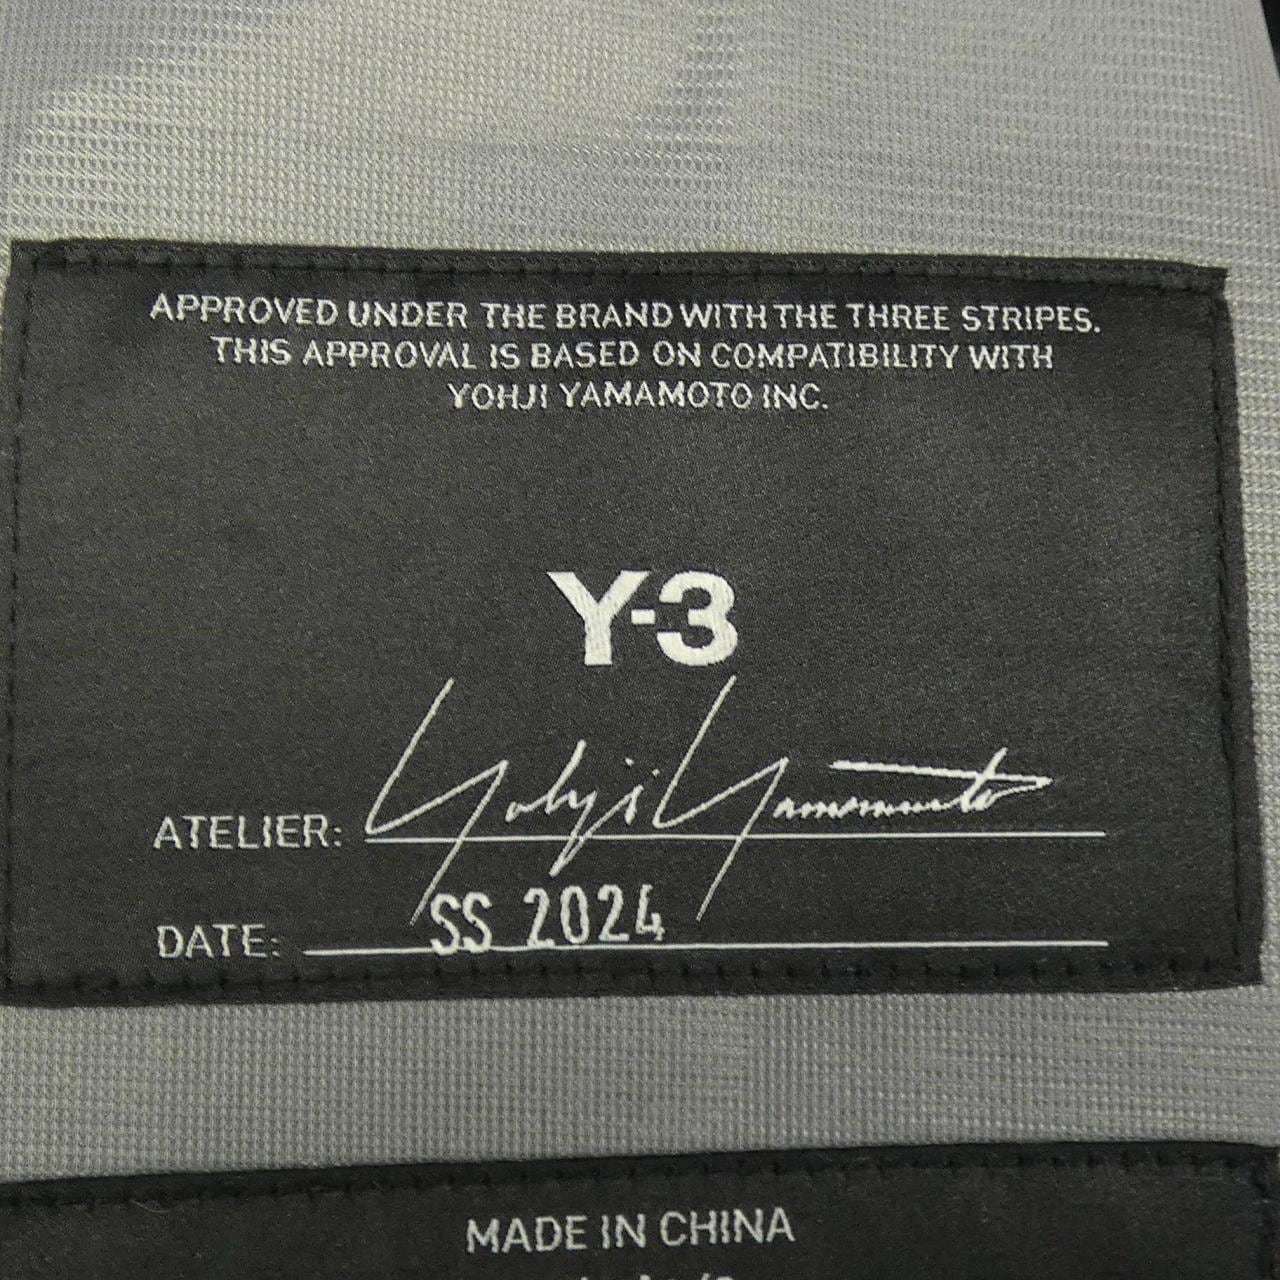 APPROVED UNDER THE BRAND WITH THE THREE STRIPES.
THIS APPROVAL IS BASED ON COMPATIBILITY WITH
YOHJI YAMAMOTO INC.
Y-3
ATELIER: Yohji Yamamoto
DATE: SS 2024
MADE IN CHINA